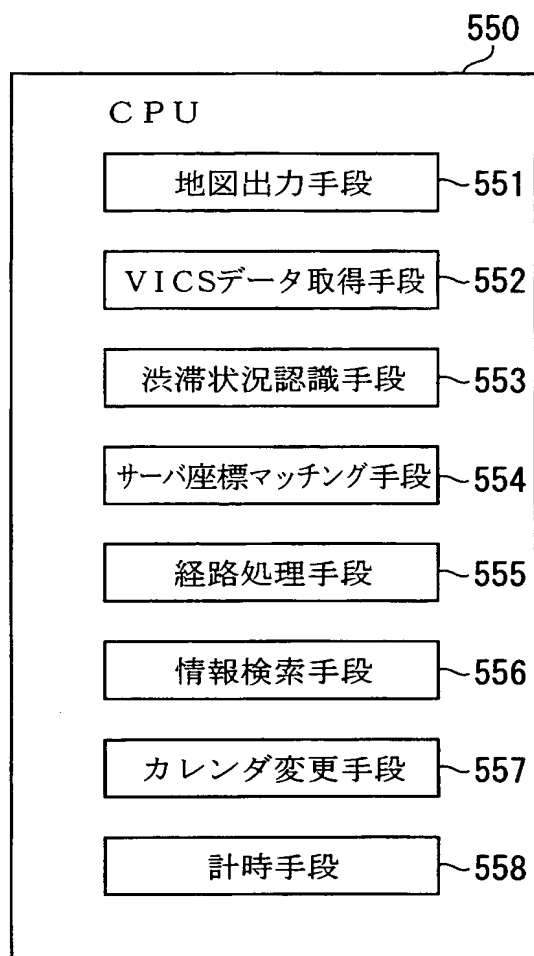 550
CPU
地図出力手段 551
VICSデータ取得手段 552
渋滞状況認識手段 553
サーバ座標マッチング手段 554
経路処理手段 555
情報検索手段 556
カレンダ変更手段 557
計時手段 558